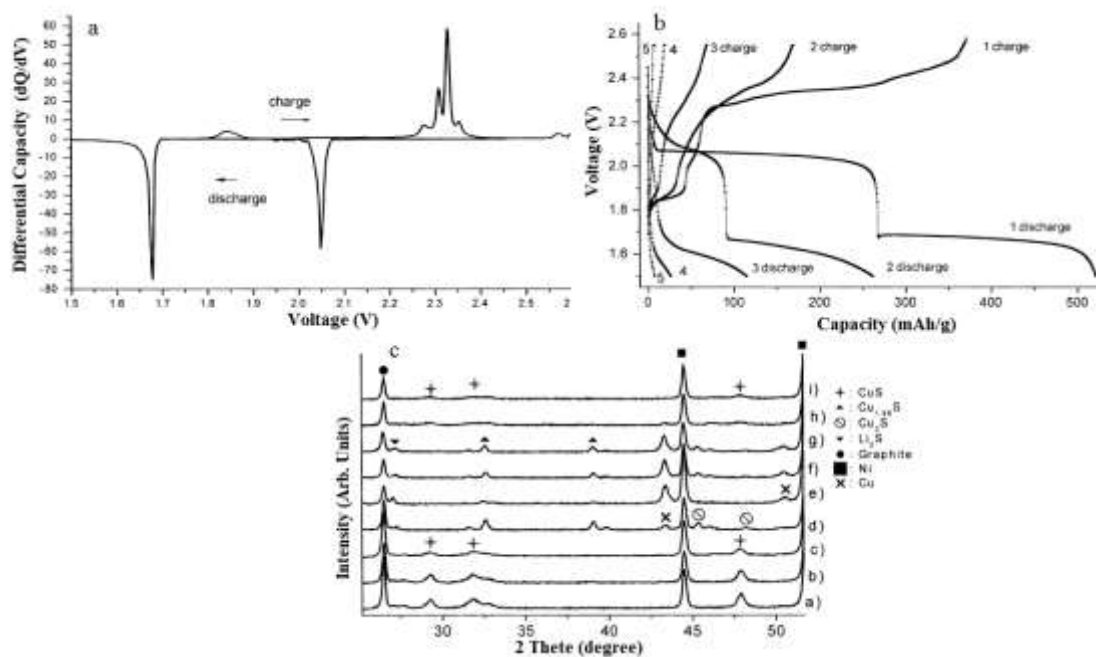 a
Differential Capacity (dQ/dV)
60
50
40
30
20
10
0
-10
-20
-30
-40
-50
-60
-70
-80
charge
discharge
1.5
1.6
1.7
1.8
1.9
2.0
2.1
2.2
2.3
2.4
2.5
Voltage (V)
b
Voltage (V)
2.6
2.4
2.2
2.0
1.8
1.6
5
4
3 charge
2 charge
1 charge
1 discharge
5
4
3 discharge
2 discharge
0
100
200
300
400
500
Capacity (mAh/g)
c
Intensity (Arb. Units)
i)
h)
g)
f)
e)
d)
c)
b)
a)
: CuS
: Cu₁.₉₆S
: Cu₂S
: Li₂S
: Graphite
: Ni
: Cu
30
35
40
45
50
2 Thete (degree)